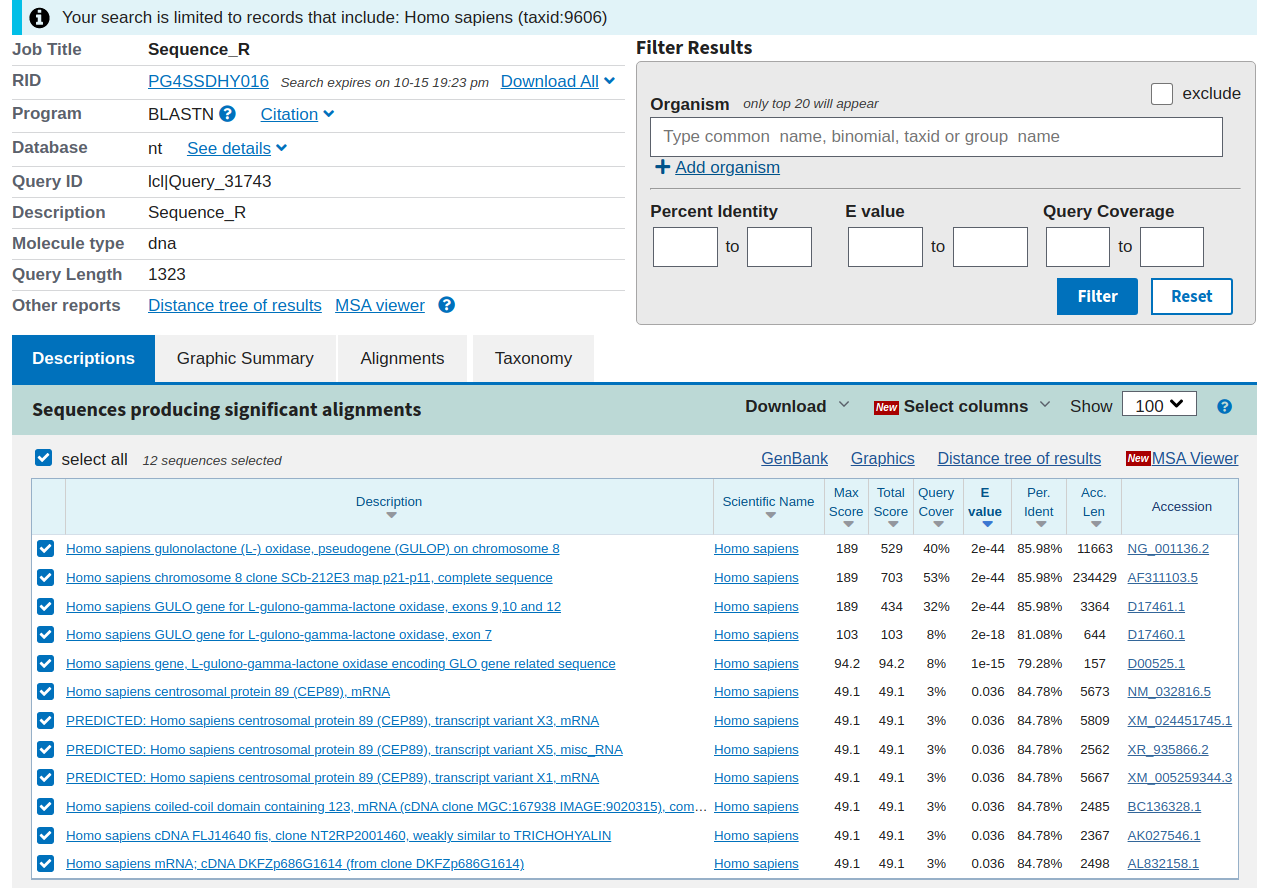 Your search is limited to records that include: Homo sapiens (taxid:9606)
Job Title Sequence_R
RID PG4SSDHY016 Search expires on 10-15 19:23 pm Download All
Program BLASTN ? Citation
Database nt See details
Query ID lcl|Query_31743
Description Sequence_R
Molecule type dna
Query Length 1323
Other reports Distance tree of results MSA viewer ?
Filter Results
exclude
Organism only top 20 will appear
Type common name, binomial, taxid or group name
+ Add organism
Percent Identity E value Query Coverage
to to to
Filter Reset
Descriptions Graphic Summary Alignments Taxonomy
Sequences producing significant alignments Download New Select columns Show 100 ?
select all 12 sequences selected GenBank Graphics Distance tree of results New MSA Viewer
Description Scientific Name Max Score Total Score Query Cover E value Per. Ident Acc. Len Accession
Homo sapiens gulonolactone (L-) oxidase, pseudogene (GULOP) on chromosome 8 Homo sapiens 189 529 40% 2e-44 85.98% 11663 NG_001136.2
Homo sapiens chromosome 8 clone SCb-212E3 map p21-p11, complete sequence Homo sapiens 189 703 53% 2e-44 85.98% 234429 AF311103.5
Homo sapiens GULO gene for L-gulono-gamma-lactone oxidase, exons 9,10 and 12 Homo sapiens 189 434 32% 2e-44 85.98% 3364 D17461.1
Homo sapiens GULO gene for L-gulono-gamma-lactone oxidase, exon 7 Homo sapiens 103 103 8% 2e-18 81.08% 644 D17460.1
Homo sapiens gene, L-gulono-gamma-lactone oxidase encoding GLO gene related sequence Homo sapiens 94.2 94.2 8% 1e-15 79.28% 157 D00525.1
Homo sapiens centrosomal protein 89 (CEP89), mRNA Homo sapiens 49.1 49.1 3% 0.036 84.78% 5673 NM_032816.5
PREDICTED: Homo sapiens centrosomal protein 89 (CEP89), transcript variant X3, mRNA Homo sapiens 49.1 49.1 3% 0.036 84.78% 5809 XM_024451745.1
PREDICTED: Homo sapiens centrosomal protein 89 (CEP89), transcript variant X5, misc_RNA Homo sapiens 49.1 49.1 3% 0.036 84.78% 2562 XR_935866.2
PREDICTED: Homo sapiens centrosomal protein 89 (CEP89), transcript variant X1, mRNA Homo sapiens 49.1 49.1 3% 0.036 84.78% 5667 XM_005259344.3
Homo sapiens coiled-coil domain containing 123, mRNA (cDNA clone MGC:167938 IMAGE:9020315), com... Homo sapiens 49.1 49.1 3% 0.036 84.78% 2485 BC136328.1
Homo sapiens cDNA FLJ14640 fis, clone NT2RP2001460, weakly similar to TRICHOHYALIN Homo sapiens 49.1 49.1 3% 0.036 84.78% 2367 AK027546.1
Homo sapiens mRNA; cDNA DKFZp686G1614 (from clone DKFZp686G1614) Homo sapiens 49.1 49.1 3% 0.036 84.78% 2498 AL832158.1